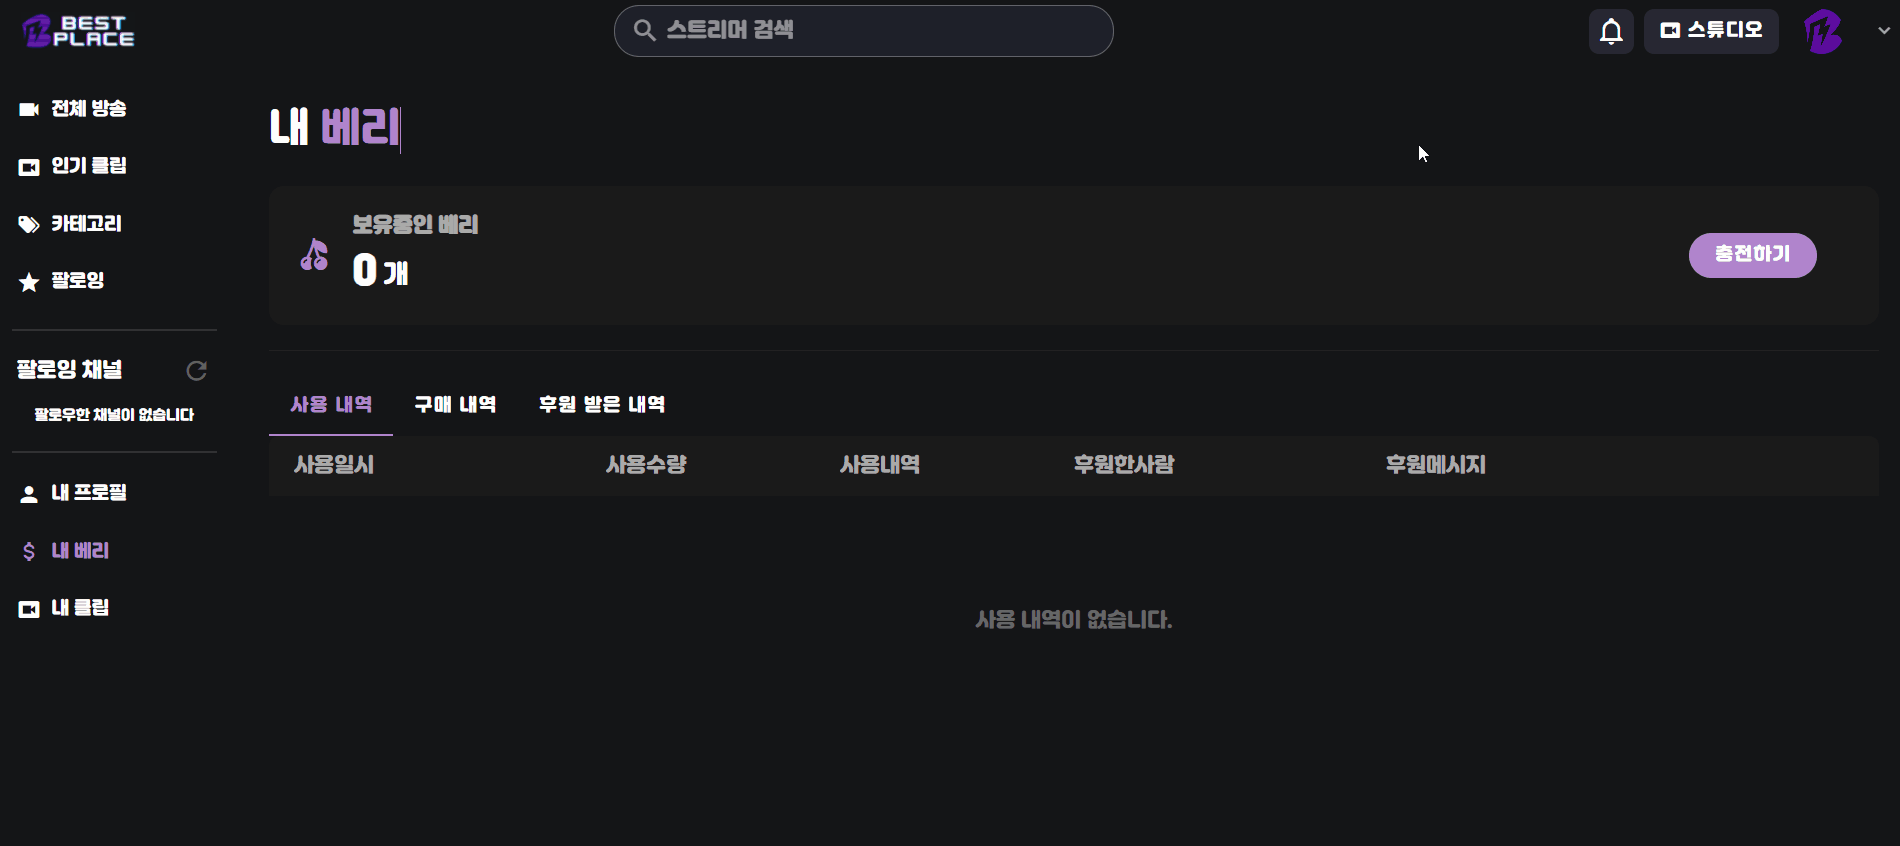 BEST PLACE
스트리머 검색
스튜디오
전체 방송
인기 클립
카테고리
팔로잉
팔로잉 채널
팔로우한 채널이 없습니다
내 프로필
내 베리
내 클립
내 베리
보유중인 베리
0 개
충전하기
사용 내역
구매 내역
후원 받은 내역
사용일시
사용수량
사용내역
후원한사람
후원메시지
사용 내역이 없습니다.